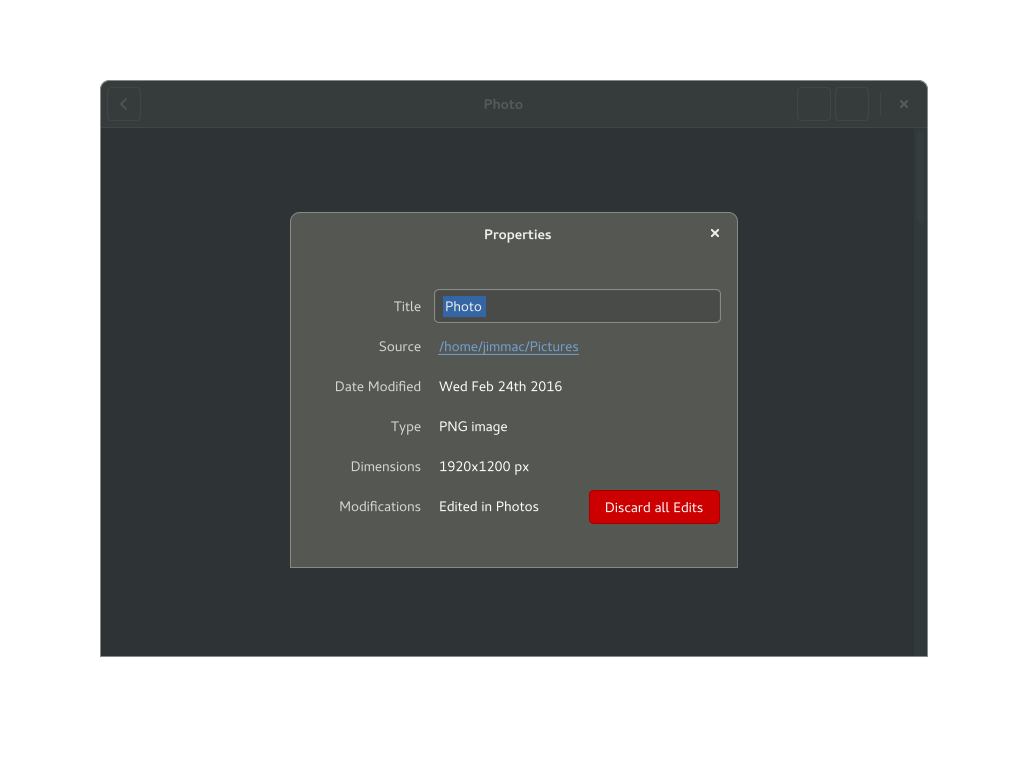 Photo
Properties
Title Photo
Source /home/jimmac/Pictures
Date Modified Wed Feb 24th 2016
Type PNG image
Dimensions 1920x1200 px
Modifications Edited in Photos Discard all Edits